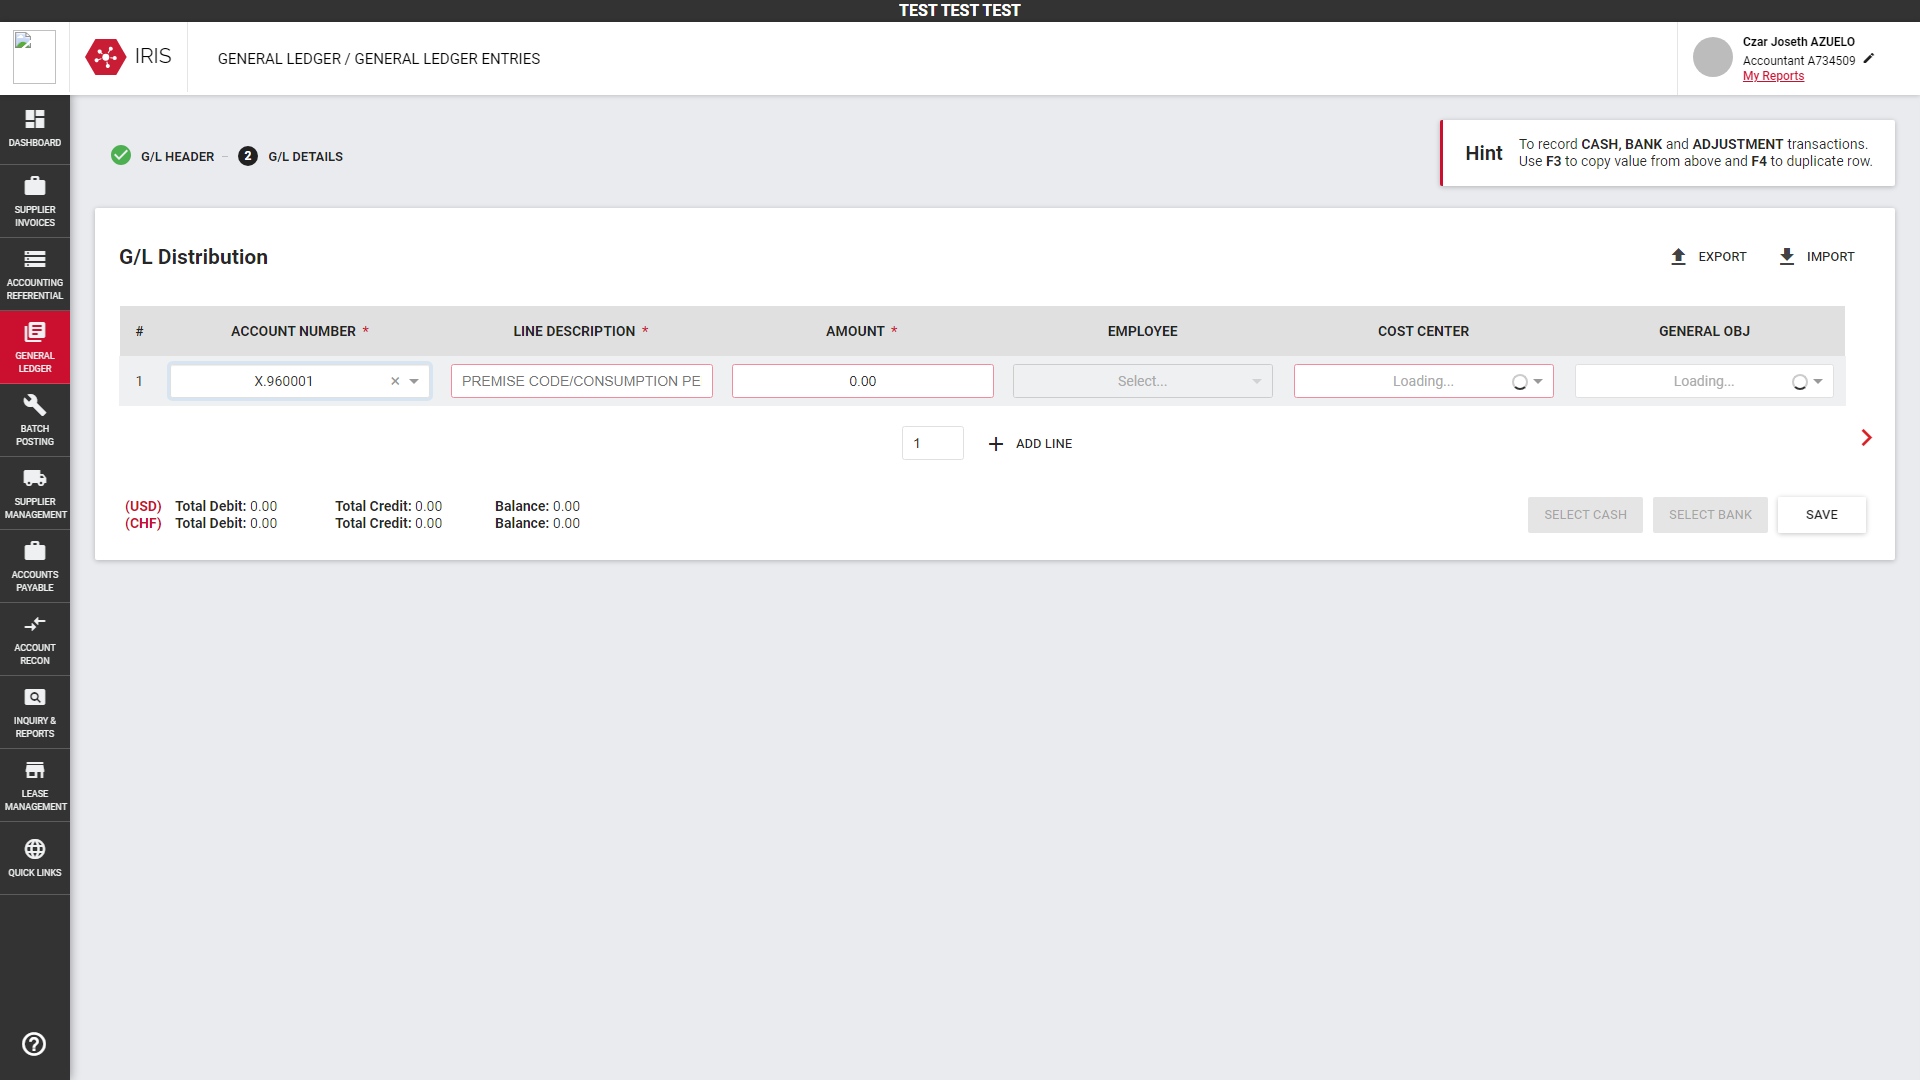 TEST TEST TEST
IRIS
GENERAL LEDGER / GENERAL LEDGER ENTRIES
Czar Joseth AZUELO
Accountant A734509
My Reports
DASHBOARD
SUPPLIER
INVOICES
ACCOUNTING
REFERENTIAL
GENERAL
LEDGER
BATCH
POSTING
SUPPLIER
MANAGEMENT
ACCOUNTS
PAYABLE
ACCOUNT
RECON
INQUIRY &
REPORTS
LEASE
MANAGEMENT
QUICK LINKS
G/L HEADER
2 G/L DETAILS
Hint
To record CASH, BANK and ADJUSTMENT transactions.
Use F3 to copy value from above and F4 to duplicate row.
G/L Distribution
EXPORT
IMPORT
# ACCOUNT NUMBER * LINE DESCRIPTION * AMOUNT * EMPLOYEE COST CENTER GENERAL OBJ
1 X.960001 PREMISE CODE/CONSUMPTION PE 0.00 Select... Loading... Loading...
1 ADD LINE
(USD) Total Debit: 0.00 Total Credit: 0.00 Balance: 0.00
(CHF) Total Debit: 0.00 Total Credit: 0.00 Balance: 0.00
SELECT CASH SELECT BANK SAVE